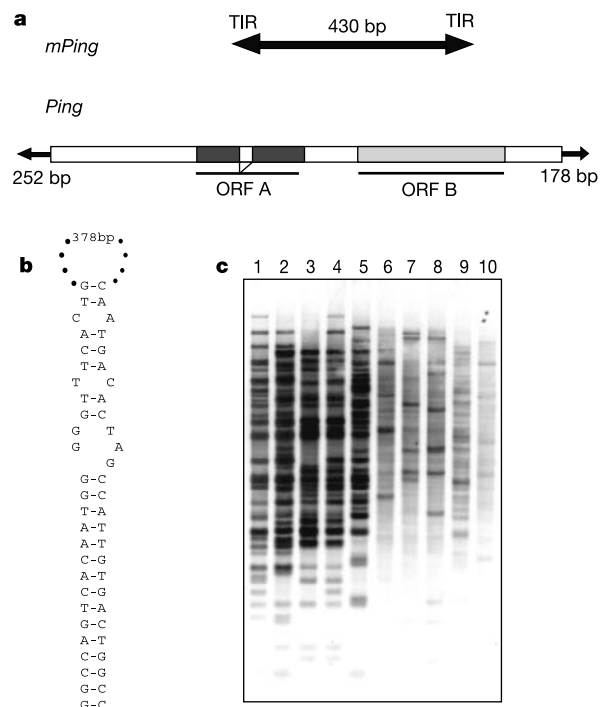 a
TIR
430 bp
TIR
mPing
Ping
252 bp
ORF A
ORF B
178 bp
b
378bp
G-C
T-A
C A
A-T
C-G
T-A
T C
T-A
G-C
G T
G A
G
G-C
G-C
T-A
A-T
A-T
C-G
A-T
C-G
T-A
G-C
A-T
C-G
C-G
G-C
G-C
c
1 2 3 4 5 6 7 8 9 10